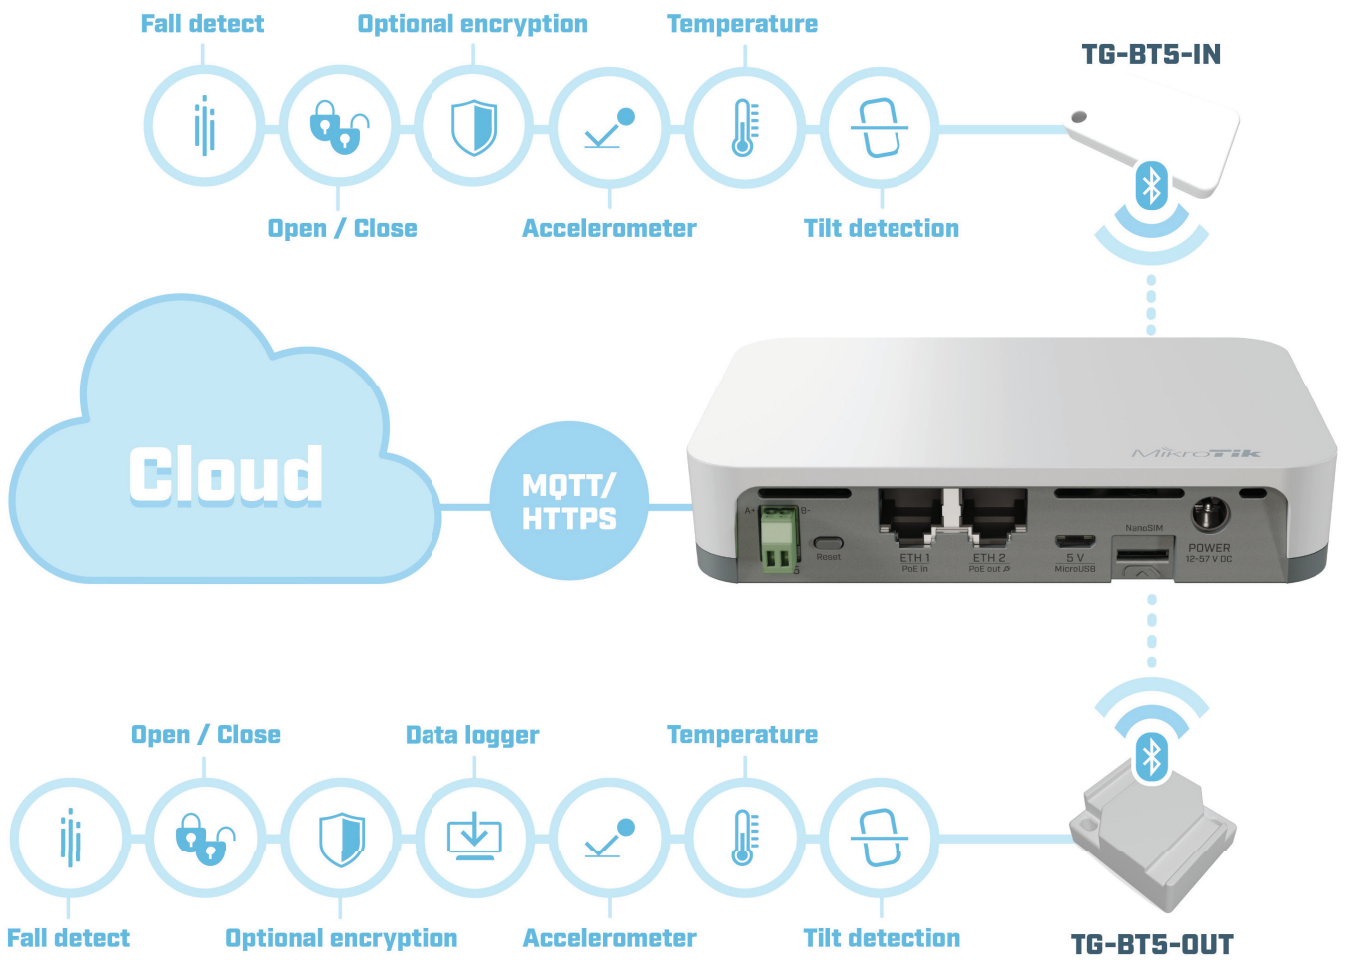 Fall detect
Optional encryption
Temperature
TG-BT5-IN
Open / Close
Accelerometer
Tilt detection
Cloud
MQTT/
HTTPS
MikroTik
A+
B-
Reset
ETH 1
PoE in
ETH 2
PoE out
5 V
MicroUSB
NanoSIM
POWER
12-57 V DC
Open / Close
Data logger
Temperature
Fall detect
Optional encryption
Accelerometer
Tilt detection
TG-BT5-OUT